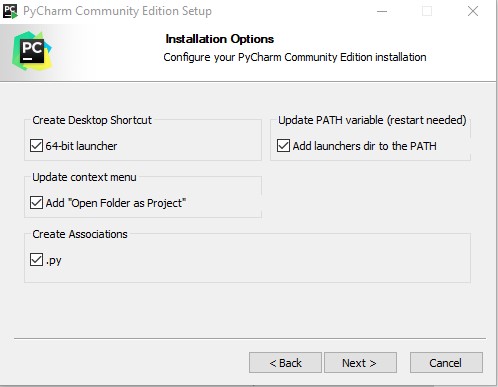 PC PyCharm Community Edition Setup
PC
Installation Options
Configure your PyCharm Community Edition installation
Create Desktop Shortcut
64-bit launcher
Update PATH variable (restart needed)
Add launchers dir to the PATH
Update context menu
Add "Open Folder as Project"
Create Associations
.py
< Back
Next >
Cancel